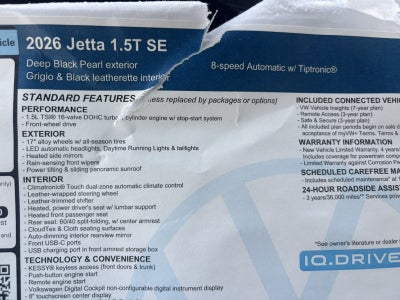 2026 Jetta 1.5T SE
Deep Black Pearl exterior
Grigio & Black leatherette interior
8-speed Automatic w/ Tiptronic®
STANDARD FEATURES (unless replaced by packages or options)
PERFORMANCE
- 1.5L TSI® 16-valve DOHC turbo cylinder engine w/ stop-start system
- Front-wheel drive
EXTERIOR
- 17" alloy wheels w/ all-season tires
- LED automatic headlights, Daytime Running Lights & taillights
- Heated side mirrors
- Rain-sensing front wipers
- Power tilting & sliding panoramic sunroof
INTERIOR
- Climatronic® Touch dual-zone automatic climate control
- Leather-wrapped steering wheel
- Leather-trimmed shifter
- Heated, power driver's seat w/ lumbar support
- Heated front passenger seat
- Rear seat: 60/40 split-folding, w/ center armrest
- CloudTex & Cloth seating surfaces
- Auto-dimming interior rearview mirror
- Front USB-C ports
- USB charging port in front armrest storage box
TECHNOLOGY & CONVENIENCE
- KESSY® keyless access (front doors & trunk)
- Push-button engine start
- Remote engine start
- Volkswagen Digital Cockpit non-configurable digital instrument display
- 8" touchscreen center display
INCLUDED CONNECTED VEHI
- VW Vehicle Insights (7-year plan)
- Remote Access (3-year plan)
- Safe & Secure (3-year plan)
- All included plan periods begin on sale d
acceptance of myVW+ Terms. Terms &
WARRANTY INFORMATION
- New Vehicle Limited Warranty: 4 years/
Includes coverage for powertrain compon
- Limited Warranty against Corrosion P
SCHEDULED CAREFREE MA
- Includes scheduled maintenance* at 1
24-HOUR ROADSIDE ASSIST
- 3 years/36,000 miles** Services prov
*See owner's literature or dealer
IQ.DRIVE